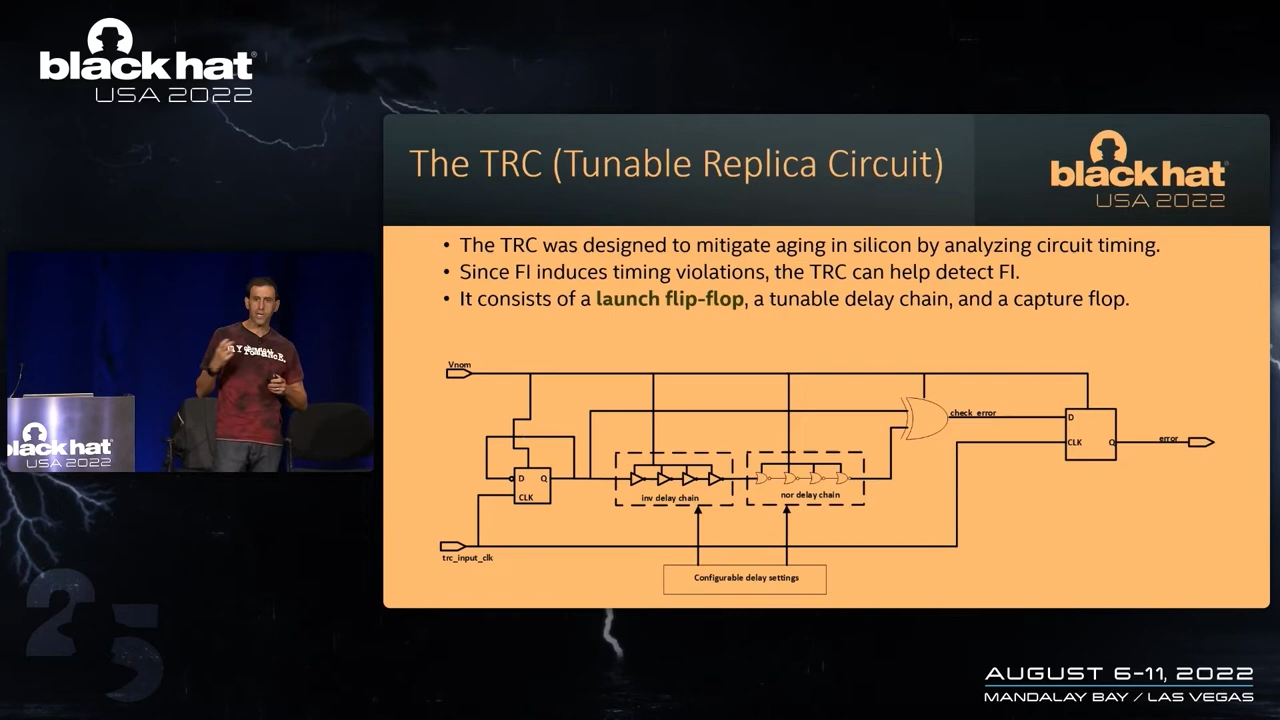 black hat
USA 2022
The TRC (Tunable Replica Circuit)
black hat
USA 2022
• The TRC was designed to mitigate aging in silicon by analyzing circuit timing.
• Since FI induces timing violations, the TRC can help detect FI.
• It consists of a launch flip-flop, a tunable delay chain, and a capture flop.
Vnom
check_error
D
CLK
Q
error
D
Q
CLK
inv delay chain
nor delay chain
trc_input_clk
Configurable delay settings
black hat
USA 2022
25
AUGUST 6-11, 2022
MANDALAY BAY / LAS VEGAS